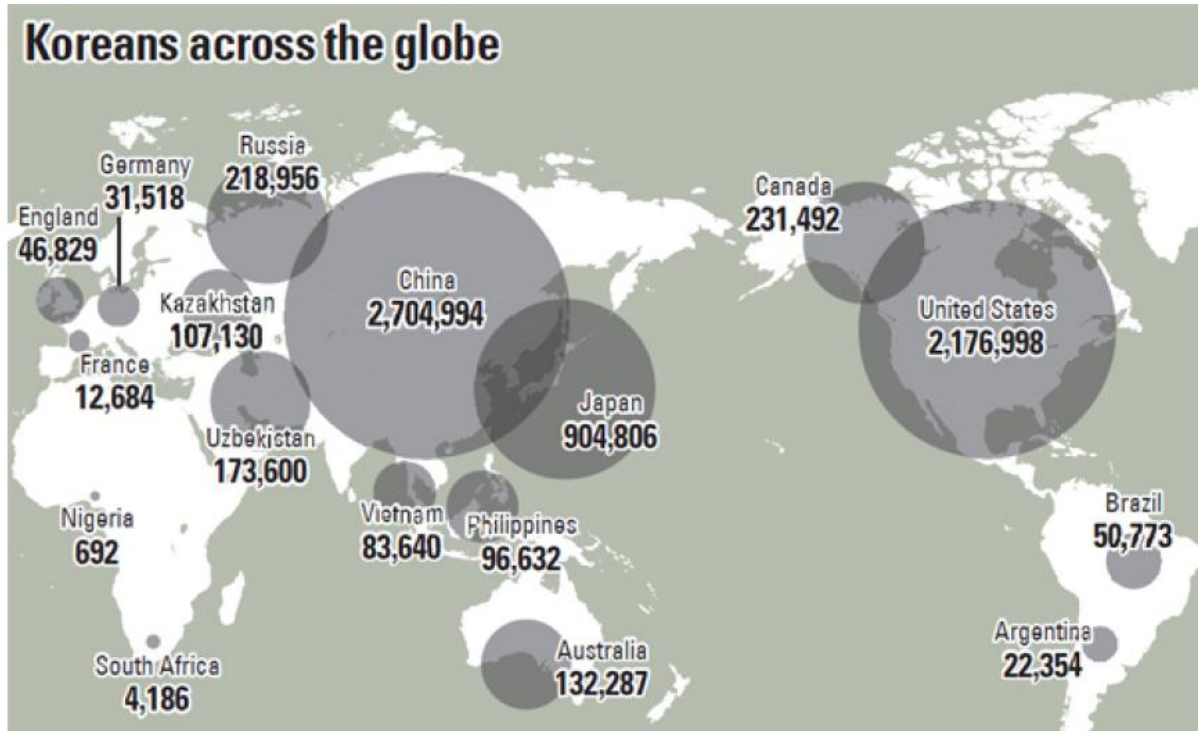 Koreans across the globe
Russia
218,956
Germany
31,518
England
46,829
Canada
231,492
China
2,704,994
United States
2,176,998
Kazakhstan
107,130
France
12,684
Japan
904,806
Uzbekistan
173,600
Nigeria
692
Vietnam
83,640
Philippines
96,632
Brazil
50,773
South Africa
4,186
Australia
132,287
Argentina
22,354